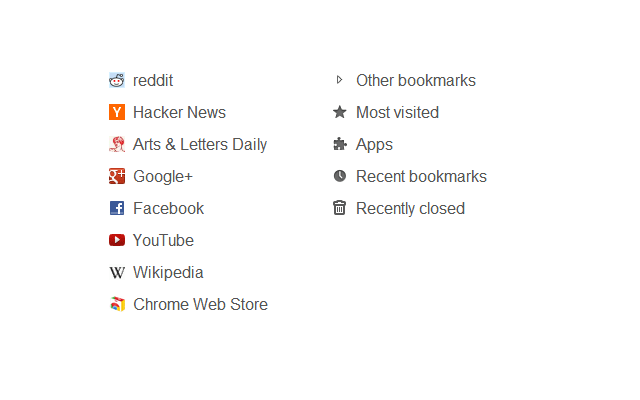 reddit
Hacker News
Arts & Letters Daily
Google+
Facebook
YouTube
Wikipedia
Chrome Web Store
Other bookmarks
Most visited
Apps
Recent bookmarks
Recently closed